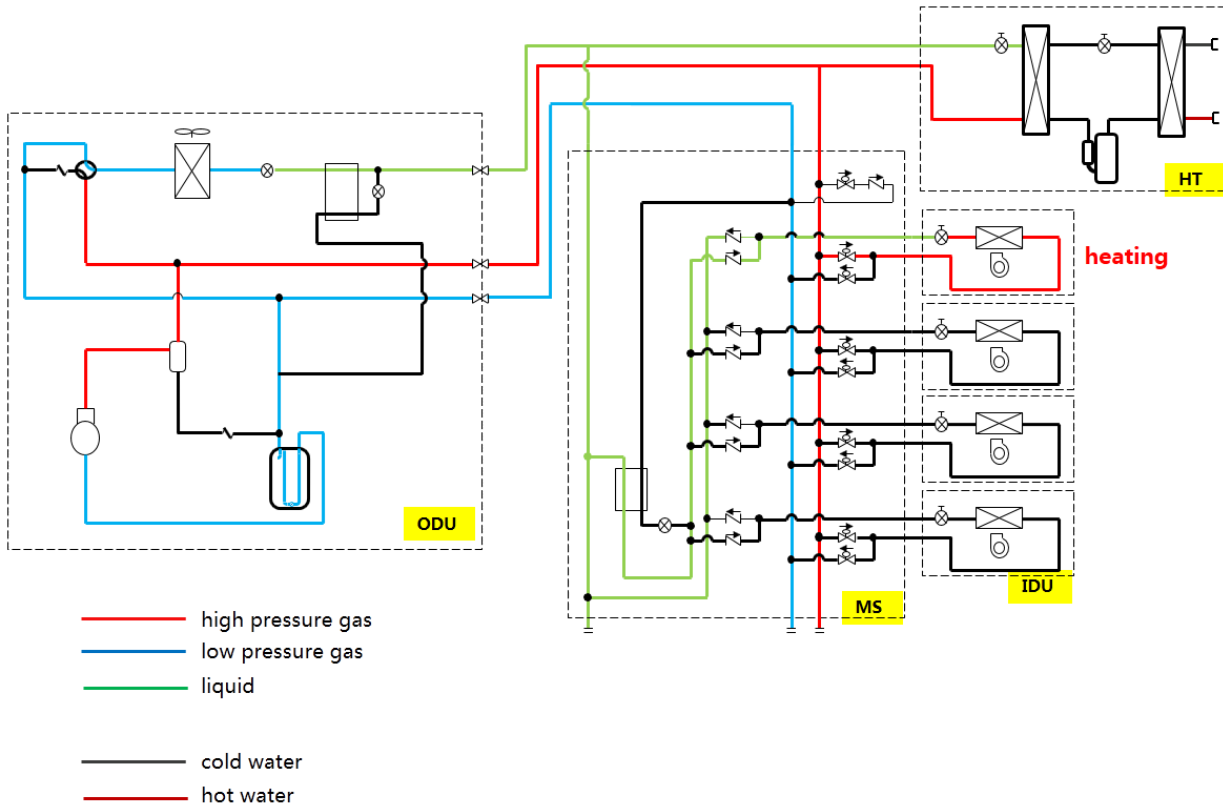 HT
heating
ODU
IDU
MS
high pressure gas
low pressure gas
liquid
cold water
hot water